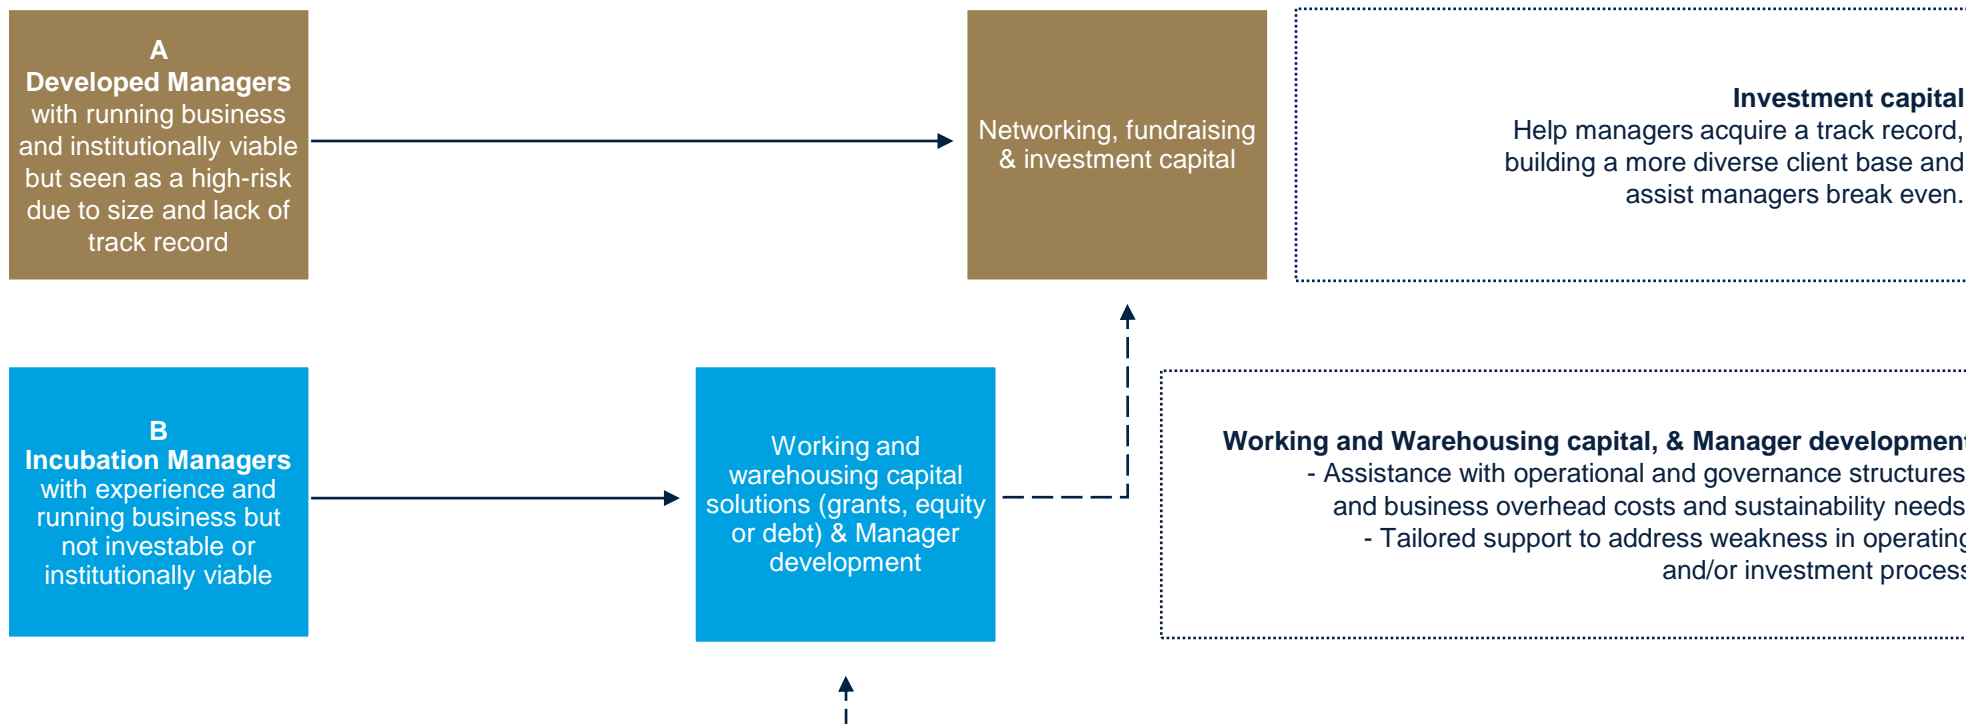 A
Developed Managers
with running business
and institutionally viable
but seen as a high-risk
due to size and lack of
track record
Networking, fundraising
& investment capital
Investment capital
Help managers acquire a track record,
building a more diverse client base and
assist managers break even.
B
Incubation Managers
with experience and
running business but
not investable or
institutionally viable
Working and
warehousing capital
solutions (grants, equity
or debt) & Manager
development
Working and Warehousing capital, & Manager development
- Assistance with operational and governance structures
and business overhead costs and sustainability needs
- Tailored support to address weakness in operating
and/or investment process